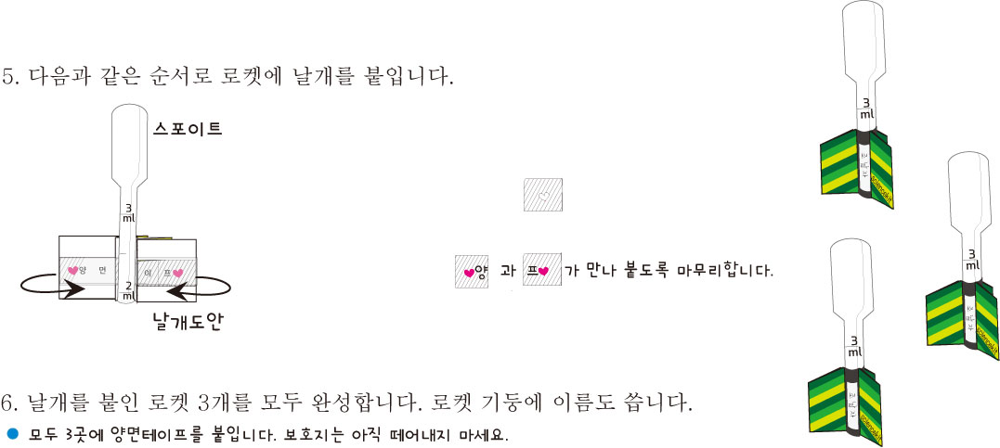 5. 다음과 같은 순서로 로켓에 날개를 붙입니다.
스포이트
3
ml
♥양 면 이 프♥
2
ml
날개도안
♥양 과 프♥ 가 만나 붙도록 마무리합니다.
3
ml
sciencekit
3
ml
sciencekit
3
ml
sciencekit
6. 날개를 붙인 로켓 3개를 모두 완성합니다. 로켓 기둥에 이름도 씁니다.
● 모두 3곳에 양면테이프를 붙입니다. 보호지는 아직 떼어내지 마세요.